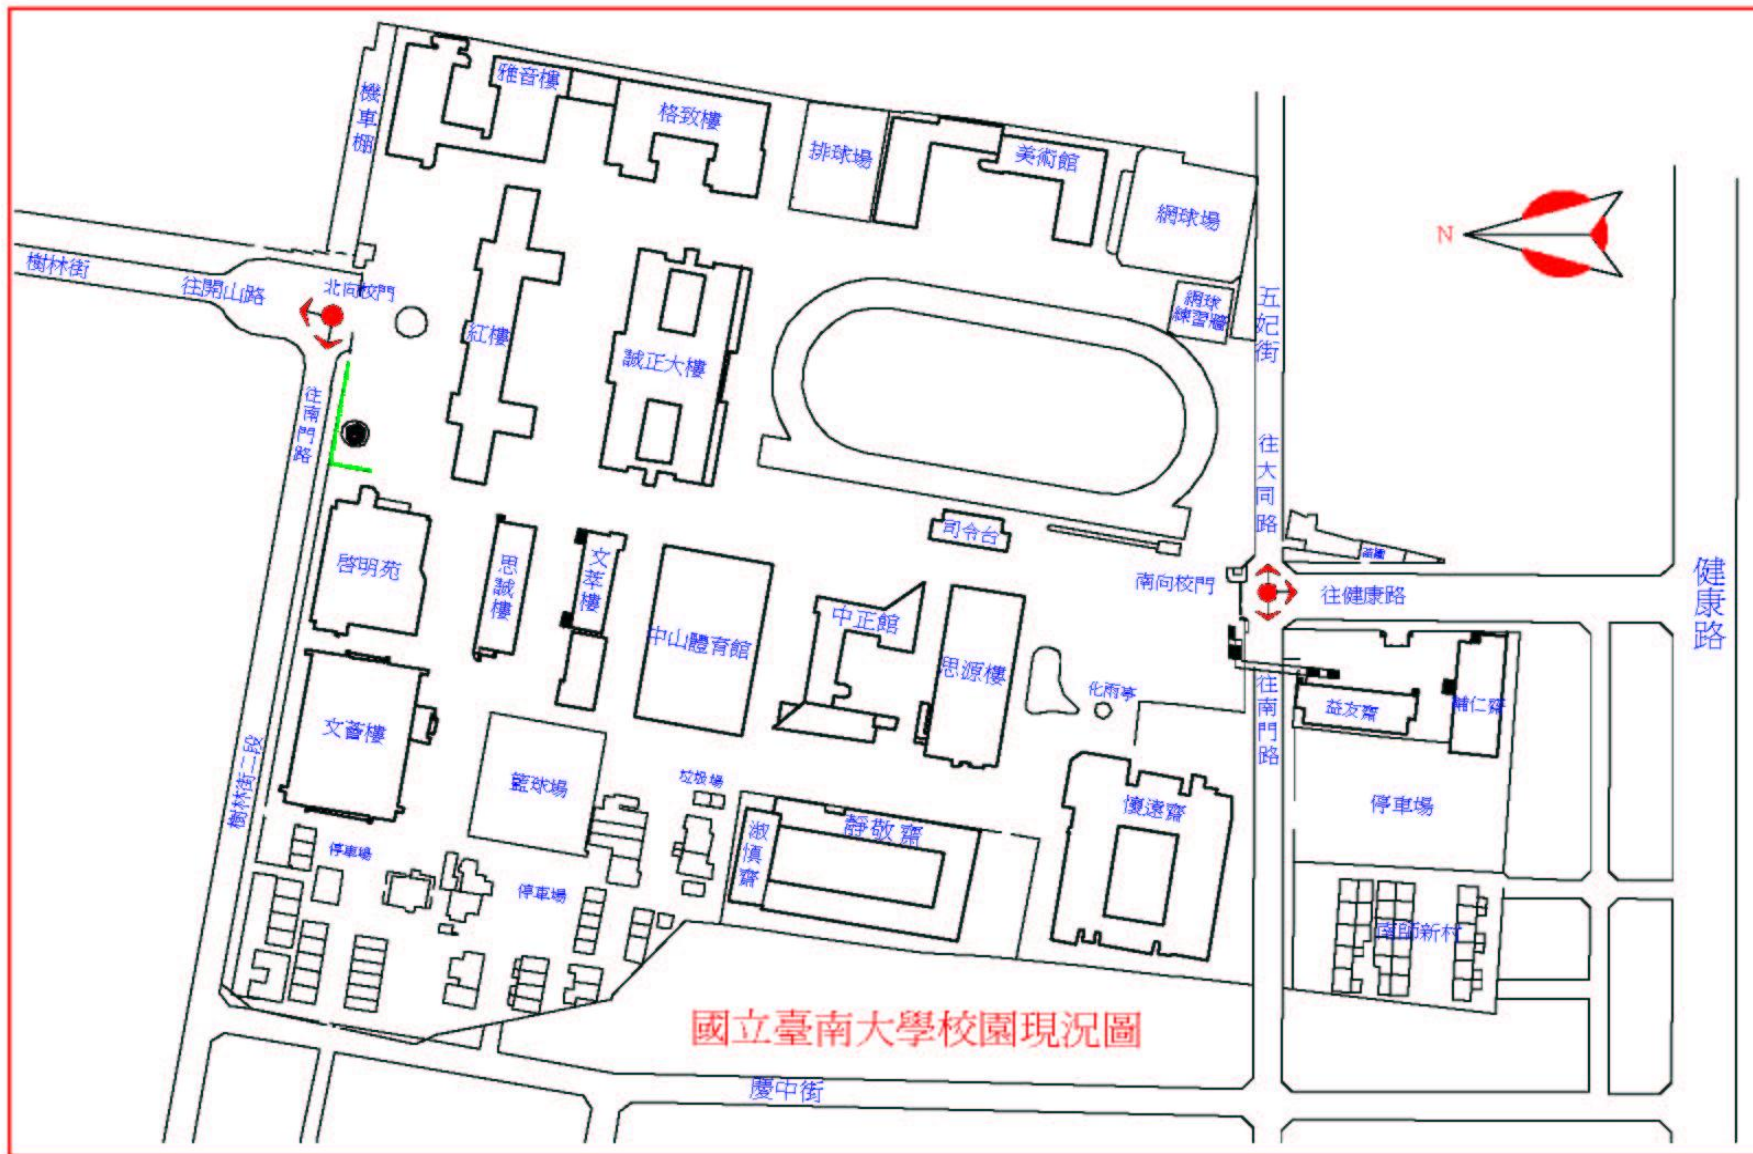 雅音樓
機車棚
格致樓
排球場
美術館
網球場
N
樹林街
往開山路
北向校門
紅樓
誠正大樓
網球
練習牆
五妃街
往南門路
往大同路
司令台
啓明苑
思誠樓
文萃樓
中山體育館
中正館
思源樓
南向校門
往健康路
健康路
化雨亭
往南門路
益友齋
輔仁齋
文薈樓
樹林街二段
籃球場
垃圾場
停車場
停車場
淑慎齋
靜敬齋
懷遠齋
停車場
南師新村
國立臺南大學校園現況圖
慶中街